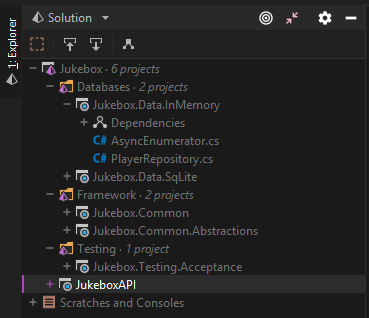 Solution
1: Explorer
Jukebox · 6 projects
Databases · 2 projects
Jukebox.Data.InMemory
Dependencies
C# AsyncEnumerator.cs
C# PlayerRepository.cs
Jukebox.Data.SqLite
Framework · 2 projects
Jukebox.Common
Jukebox.Common.Abstractions
Testing · 1 project
Jukebox.Testing.Acceptance
JukeboxAPI
Scratches and Consoles